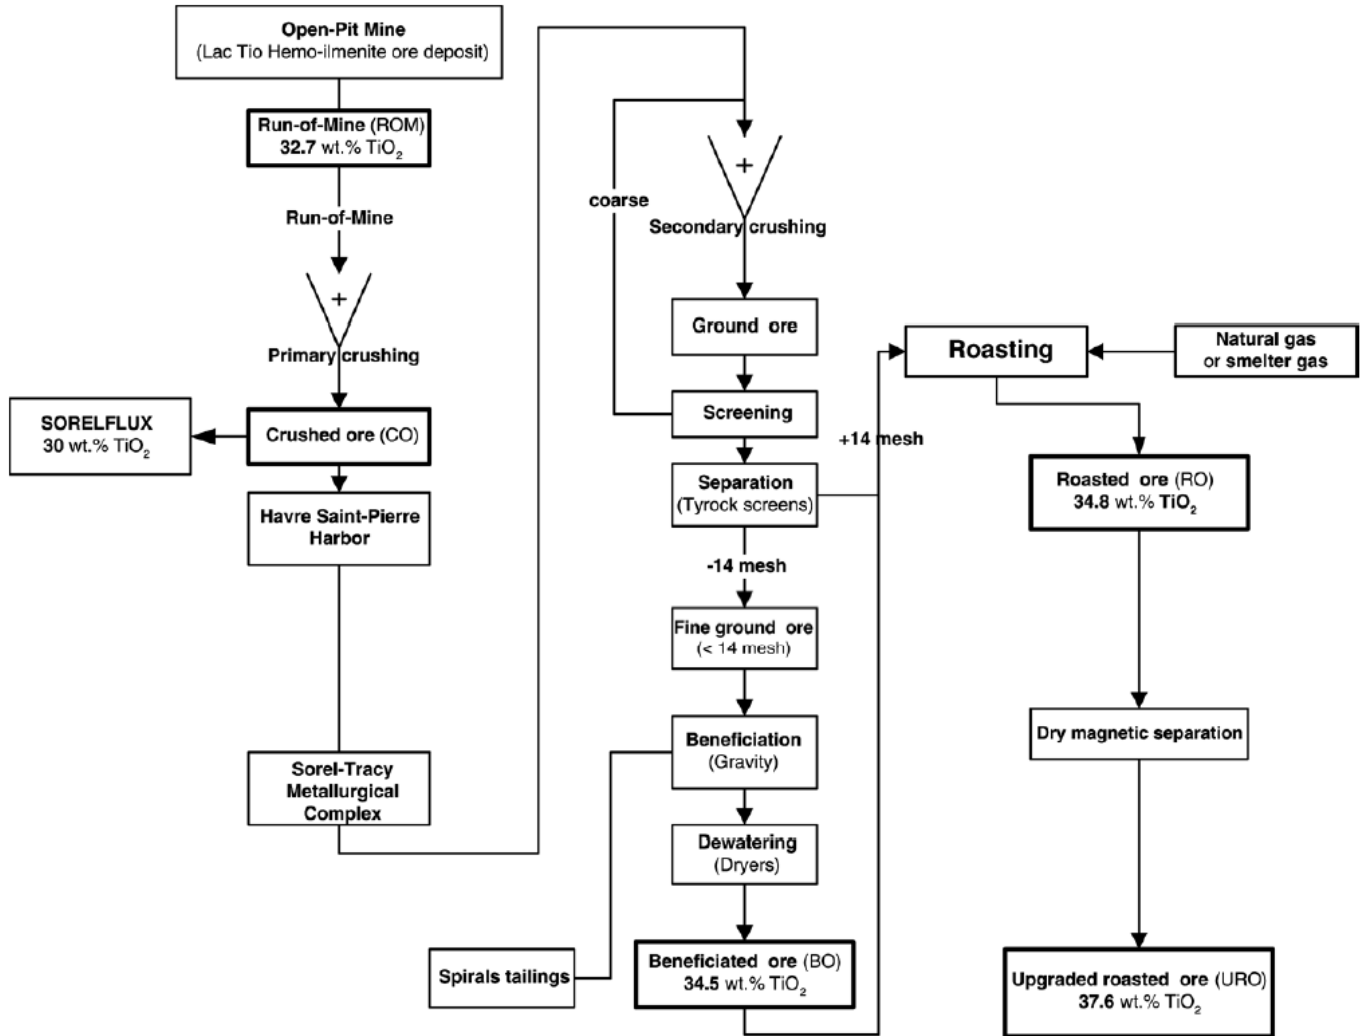 Open-Pit Mine
(Lac Tio Hemo-ilmenite ore deposit)
Run-of-Mine (ROM)
32.7 wt.% TiO₂
Run-of-Mine
+
Primary crushing
SORELFLUX
30 wt.% TiO₂
Crushed ore (CO)
Havre Saint-Pierre
Harbor
Sorel-Tracy
Metallurgical
Complex
coarse
+
Secondary crushing
Ground ore
Screening
Separation
(Tyrock screens)
+14 mesh
-14 mesh
Fine ground ore
(< 14 mesh)
Beneficiation
(Gravity)
Dewatering
(Dryers)
Spirals tailings
Beneficiated ore (BO)
34.5 wt.% TiO₂
Roasting
Natural gas
or smelter gas
Roasted ore (RO)
34.8 wt.% TiO₂
Dry magnetic separation
Upgraded roasted ore (URO)
37.6 wt.% TiO₂